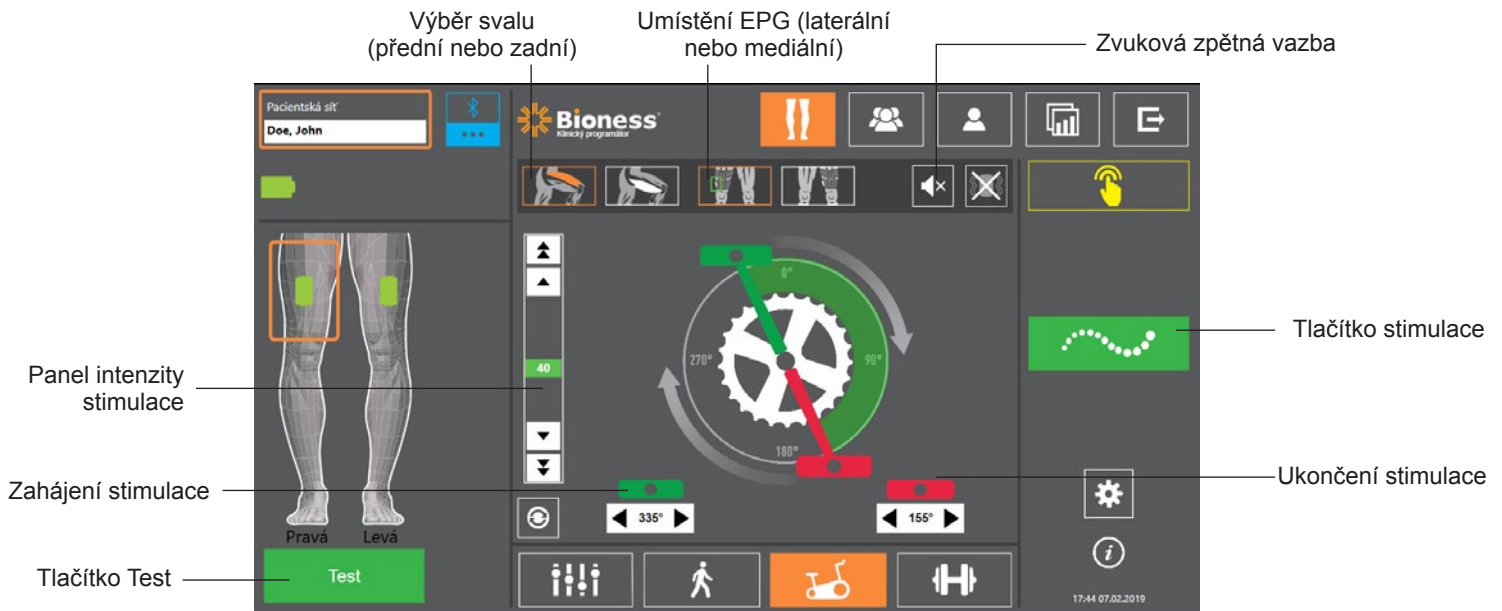 Výběr svalu
(přední nebo zadní)
Umístění EPG (laterální
nebo mediální)
Zvuková zpětná vazba
Pacientská síť
Doe, John
Bioness
Klinický programátor
0°
90°
180°
270°
40
335°
155°
Pravá
Levá
Test
17:44 07.02.2019
Panel intenzity
stimulace
Zahájení stimulace
Tlačítko Test
Tlačítko stimulace
Ukončení stimulace